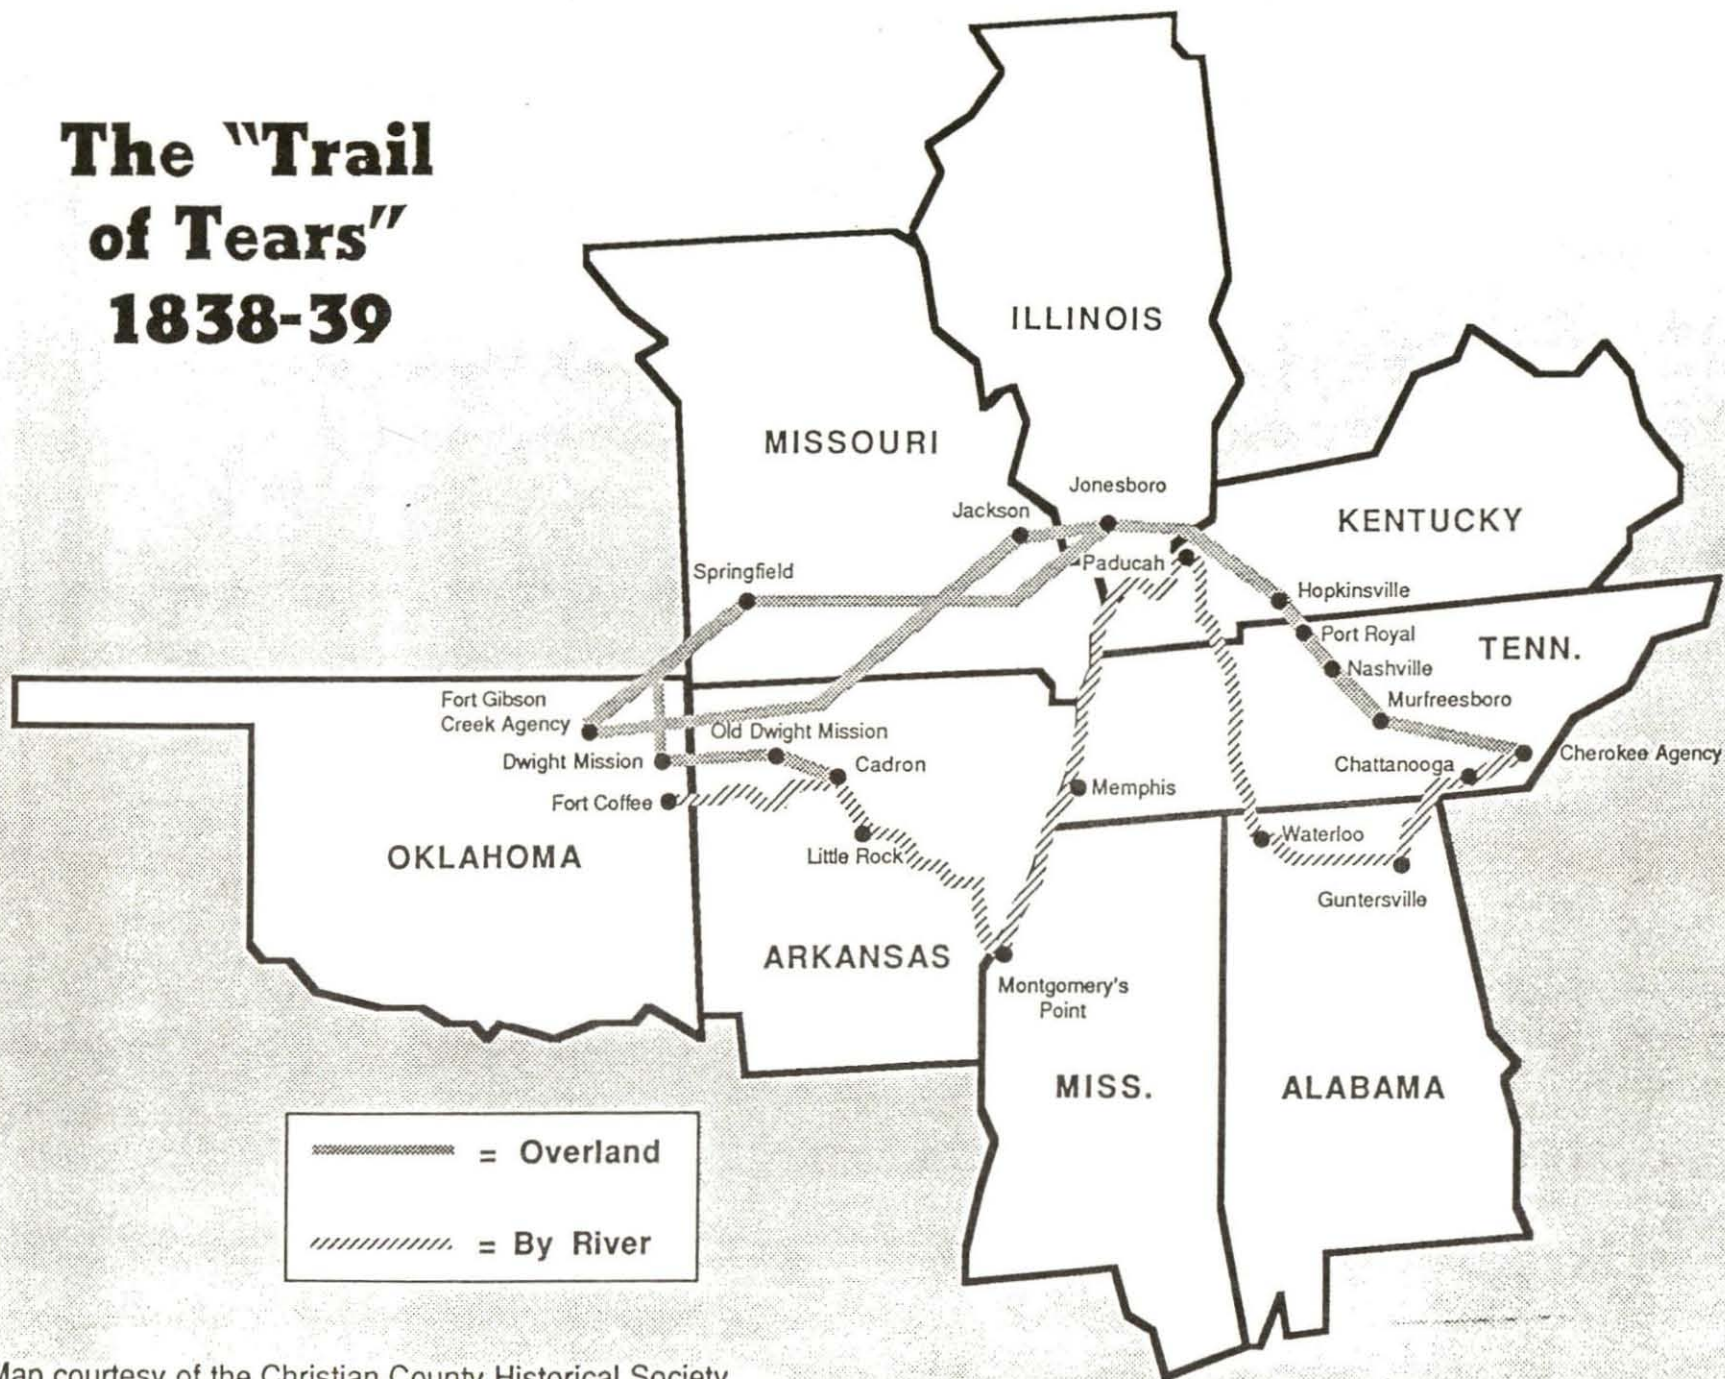 The "Trail
of Tears"
1838-39
ILLINOIS
MISSOURI
KENTUCKY
Jonesboro
Jackson
Paducah
Springfield
Hopkinsville
Port Royal
TENN.
Nashville
Murfreesboro
Fort Gibson
Creek Agency
Old Dwight Mission
Dwight Mission
Cadron
Chattanooga
Cherokee Agency
Fort Coffee
Memphis
OKLAHOMA
Little Rock
Waterloo
Guntersville
ARKANSAS
Montgomery's
Point
MISS.
ALABAMA
= Overland
= By River
Map courtesy of the Christian County Historical Society